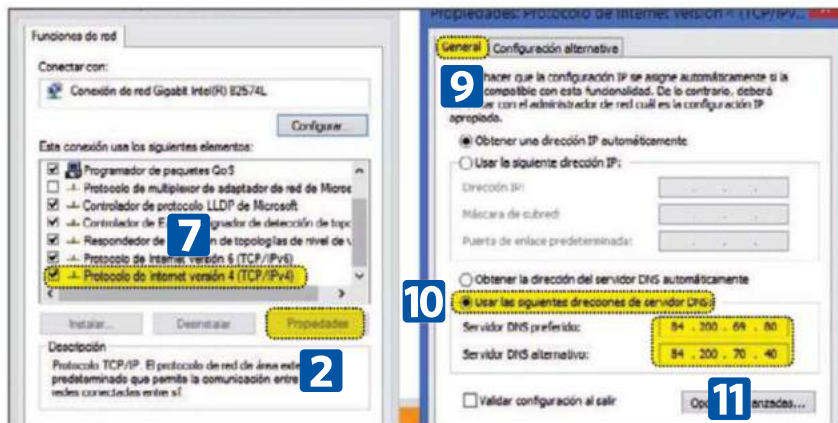 Funciones de red
Conectar con:
Conexión de red Gigabit Intel(R) 82574L
Configurar...
Esta conexión usa los siguientes elementos:
Programador de paquetes QoS
Protocolo de multiplexor de adaptador de red de Micros
Controlador de protocolo LLDP de Microsoft
Controlador de E ignador de detección de topo
7
Respondedor de ón de topologías de nivel de v
Protocolo de Internet versión 6 (TCP/IPv6)
Protocolo de Internet versión 4 (TCP/IPv4)
Instalar...
Desinstalar
Propiedades
2
Descripción
Protocolo TCP/IP. El protocolo de red de área exte
predeterminado que permite la comunicación entre
redes conectadas entre sí.
Propiedades: Protocolo de Internet versión 4 (TCP/IPv...
General
Configuración alternativa
9
hacer que la configuración IP se asigne automáticamente si la
compatible con esta funcionalidad. De lo contrario, deberá
ar con el administrador de red cuál es la configuración IP
apropiada.
Obtener una dirección IP automáticamente
Usar la siguiente dirección IP:
Dirección IP:
Máscara de subred:
Puerta de enlace predeterminada:
Obtener la dirección del servidor DNS automáticamente
10
Usar las siguientes direcciones de servidor DNS:
Servidor DNS preferido: 84 . 200 . 69 . 80
Servidor DNS alternativo: 84 . 200 . 70 . 40
11
Validar configuración al salir
Opc anzadas...